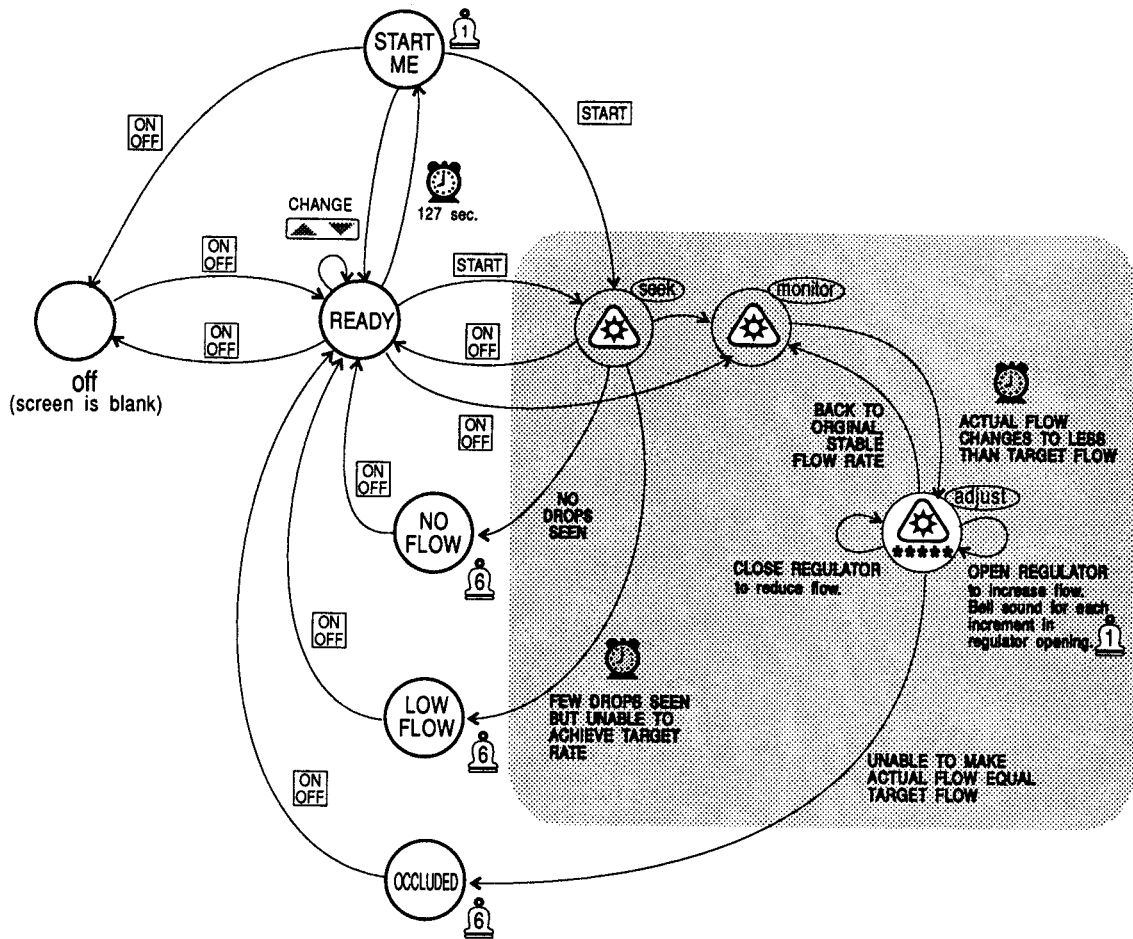 START
ME
1
START
ON
OFF
127 sec.
CHANGE
ON
OFF
START
seek
monitor
READY
ON
OFF
ON
OFF
off
(screen is blank)
ON
OFF
BACK TO
ORGINAL
STABLE
FLOW RATE
ACTUAL FLOW
CHANGES TO LESS
THAN TARGET FLOW
ON
OFF
NO
DROPS
SEEN
adjust
*****
NO
FLOW
6
CLOSE REGULATOR
to reduce flow.
OPEN REGULATOR
to increase flow.
Bell sound for each
increment in
regulator opening.
1
ON
OFF
LOW
FLOW
6
FEW DROPS SEEN
BUT UNABLE TO
ACHIEVE TARGET
RATE
UNABLE TO MAKE
ACTUAL FLOW EQUAL
TARGET FLOW
ON
OFF
OCCLUDED
6